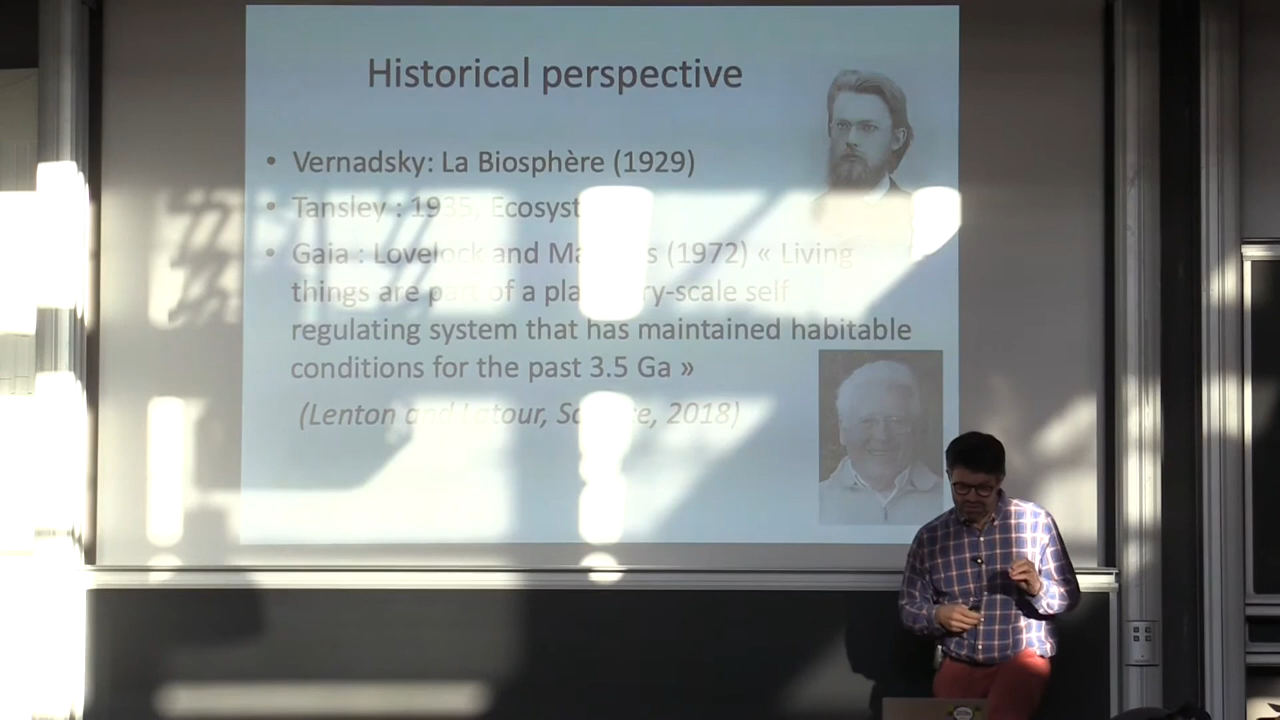 Historical perspective
• Vernadsky: La Biosphère (1929)
• Tansley : 1935, Ecosyst
• Gaia : Lovelock and Ma s (1972) « Living
things are part of a pla ry-scale self
regulating system that has maintained habitable
conditions for the past 3.5 Ga »
(Lenton and Latour, Sc e, 2018)